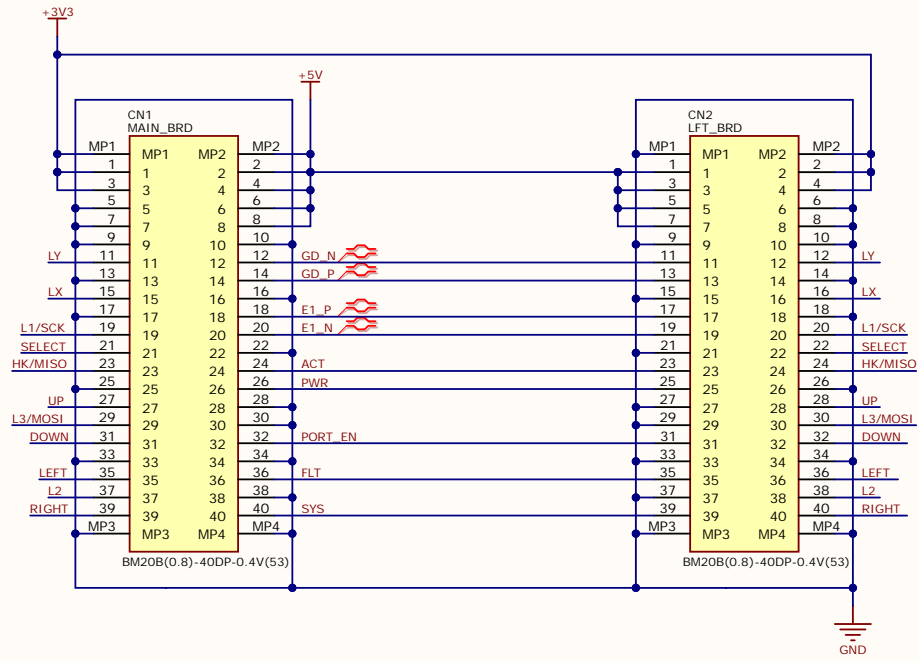 +3V3
+5V
CN1
MAIN_BRD
CN2
LFT_BRD
MP1 MP1 MP2 MP2 MP1 MP1 MP2 MP2
1 1 2 2 1 1 2 2
3 3 4 4 3 3 4 4
5 5 6 6 5 5 6 6
7 7 8 8 7 7 8 8
9 9 10 10 9 9 10 10
LY 11 11 12 12 GD_N 11 11 12 12 LY
13 13 14 14 GD_P 13 13 14 14
LX 15 15 16 16 15 15 16 16 LX
17 17 18 18 E1_P 17 17 18 18
L1/SCK 19 19 20 20 E1_N 19 19 20 20 L1/SCK
SELECT 21 21 22 22 21 21 22 22 SELECT
HK/MISO 23 23 24 24 ACT 23 23 24 24 HK/MISO
25 25 26 26 PWR 25 25 26 26
UP 27 27 28 28 27 27 28 28 UP
L3/MOSI 29 29 30 30 29 29 30 30 L3/MOSI
DOWN 31 31 32 32 PORT_EN 31 31 32 32 DOWN
33 33 34 34 33 33 34 34
LEFT 35 35 36 36 FLT 35 35 36 36 LEFT
L2 37 37 38 38 37 37 38 38 L2
RIGHT 39 39 40 40 SYS 39 39 40 40 RIGHT
MP3 MP3 MP4 MP4 MP3 MP3 MP4 MP4
BM20B(0.8)-40DP-0.4V(53) BM20B(0.8)-40DP-0.4V(53)
GND